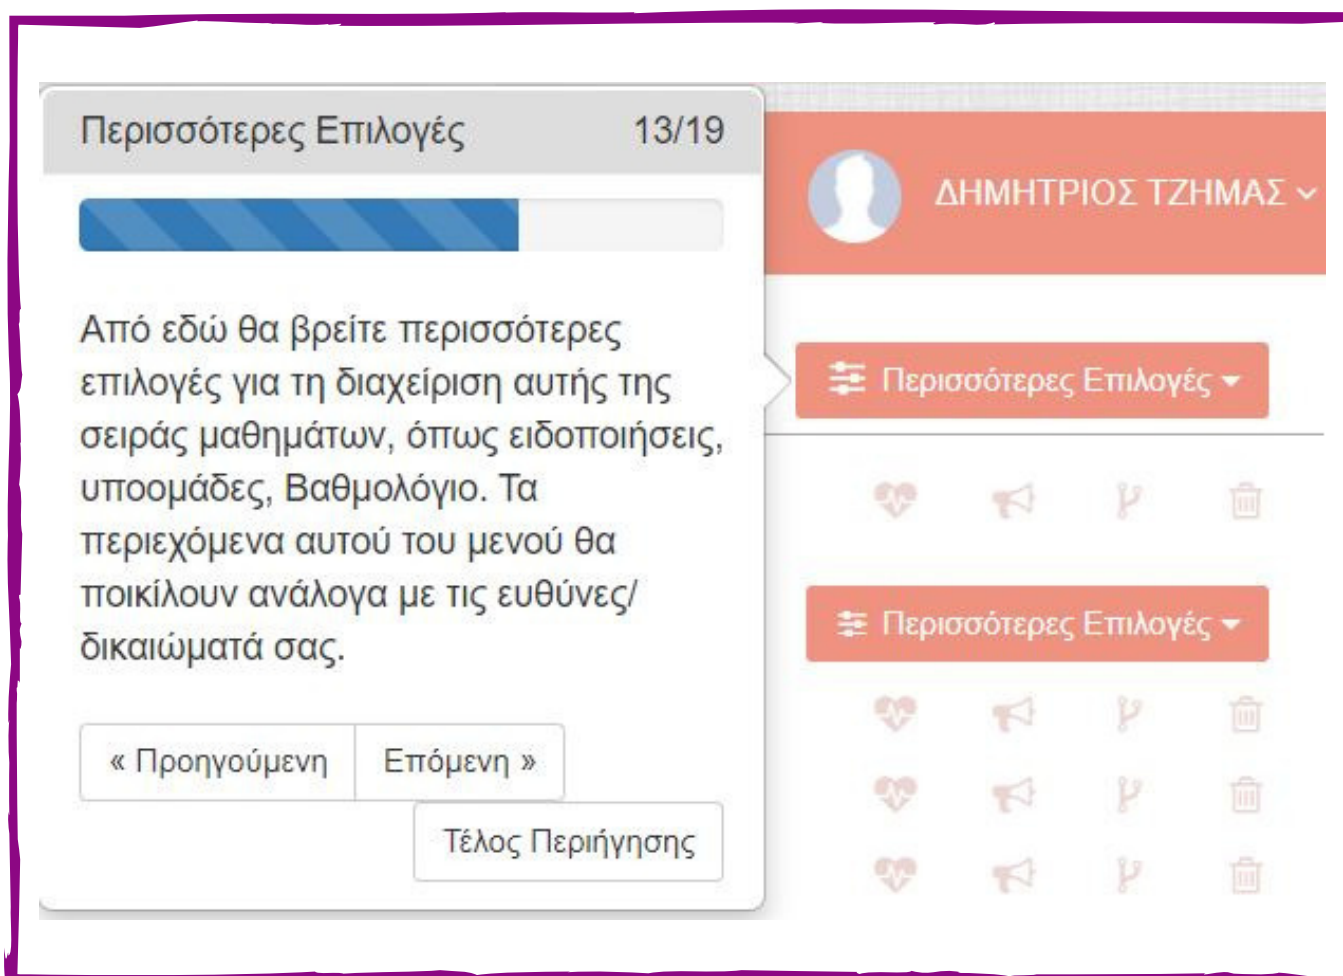 Περισσότερες Επιλογές 13/19
Από εδώ θα βρείτε περισσότερες
επιλογές για τη διαχείριση αυτής της
σειράς μαθημάτων, όπως ειδοποιήσεις,
υποομάδες, Βαθμολόγιο. Τα
περιεχόμενα αυτού του μενού θα
ποικίλουν ανάλογα με τις ευθύνες/
δικαιώματά σας.
« Προηγούμενη Επόμενη »
Τέλος Περιήγησης
ΔΗΜΗΤΡΙΟΣ ΤΖΗΜΑΣ
Περισσότερες Επιλογές
Περισσότερες Επιλογές